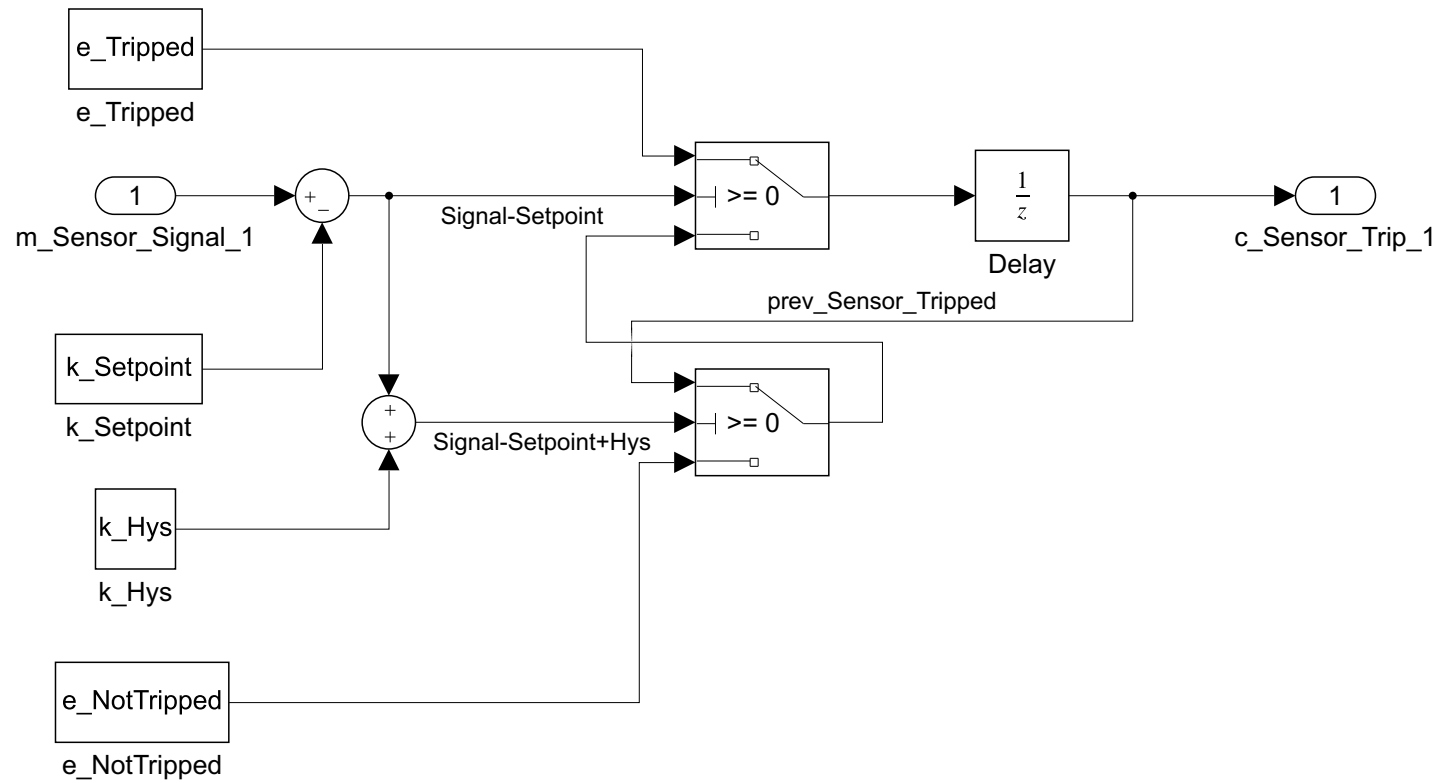 e_Tripped
e_Tripped
1
m_Sensor_Signal_1
+
−
Signal-Setpoint
>= 0
1
z
Delay
1
c_Sensor_Trip_1
prev_Sensor_Tripped
k_Setpoint
k_Setpoint
+
+
Signal-Setpoint+Hys
>= 0
k_Hys
k_Hys
e_NotTripped
e_NotTripped